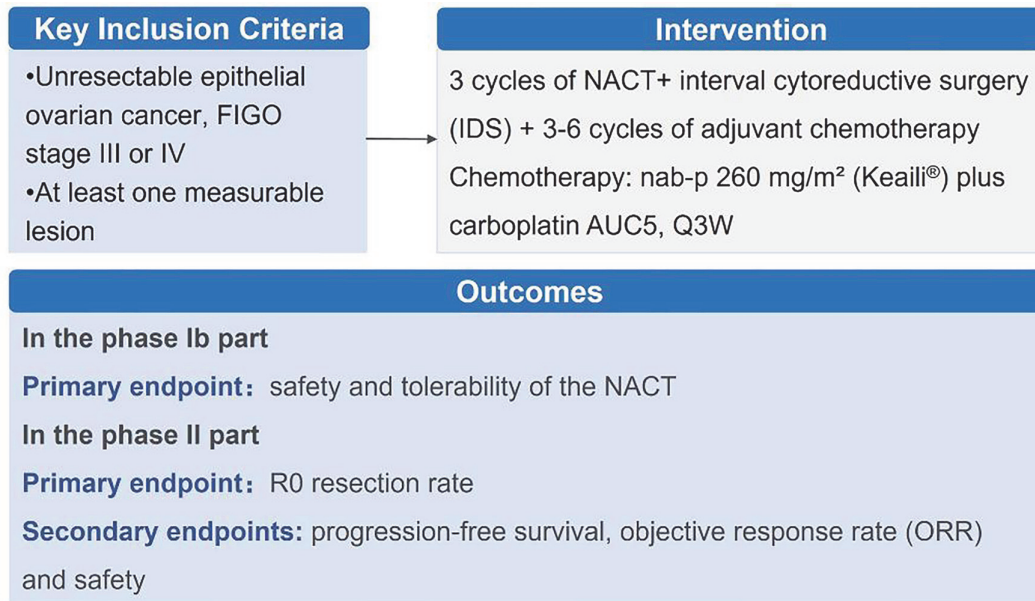 Key Inclusion Criteria
•Unresectable epithelial
ovarian cancer, FIGO
stage III or IV
•At least one measurable
lesion
Intervention
3 cycles of NACT+ interval cytoreductive surgery
(IDS) + 3-6 cycles of adjuvant chemotherapy
Chemotherapy: nab-p 260 mg/m² (Keaili®) plus
carboplatin AUC5, Q3W
Outcomes
In the phase Ib part
Primary endpoint: safety and tolerability of the NACT
In the phase II part
Primary endpoint: R0 resection rate
Secondary endpoints: progression-free survival, objective response rate (ORR)
and safety